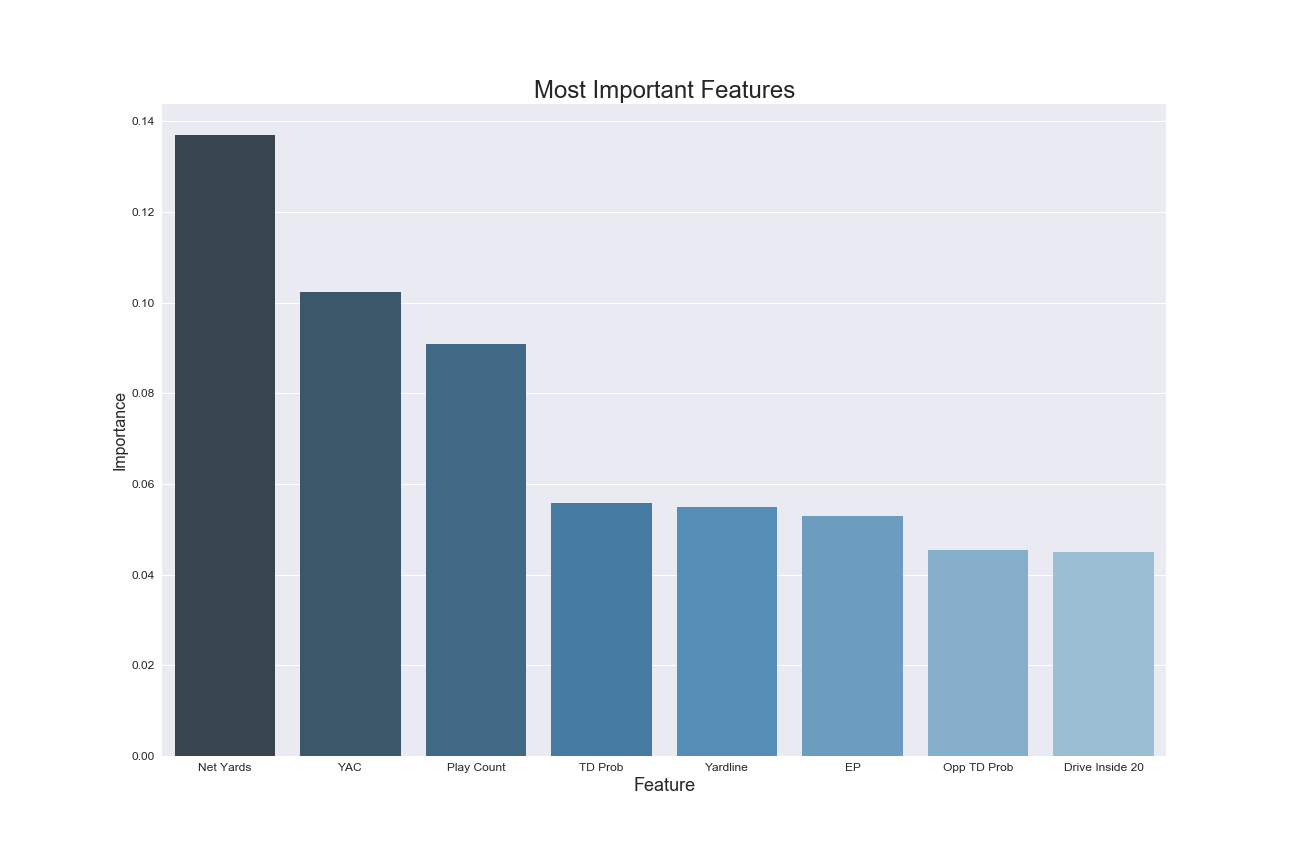 Most Important Features
0.14
0.12
0.10
0.08
0.06
0.04
0.02
0.00
Importance
Net Yards YAC Play Count TD Prob Yardline EP Opp TD Prob Drive Inside 20
Feature